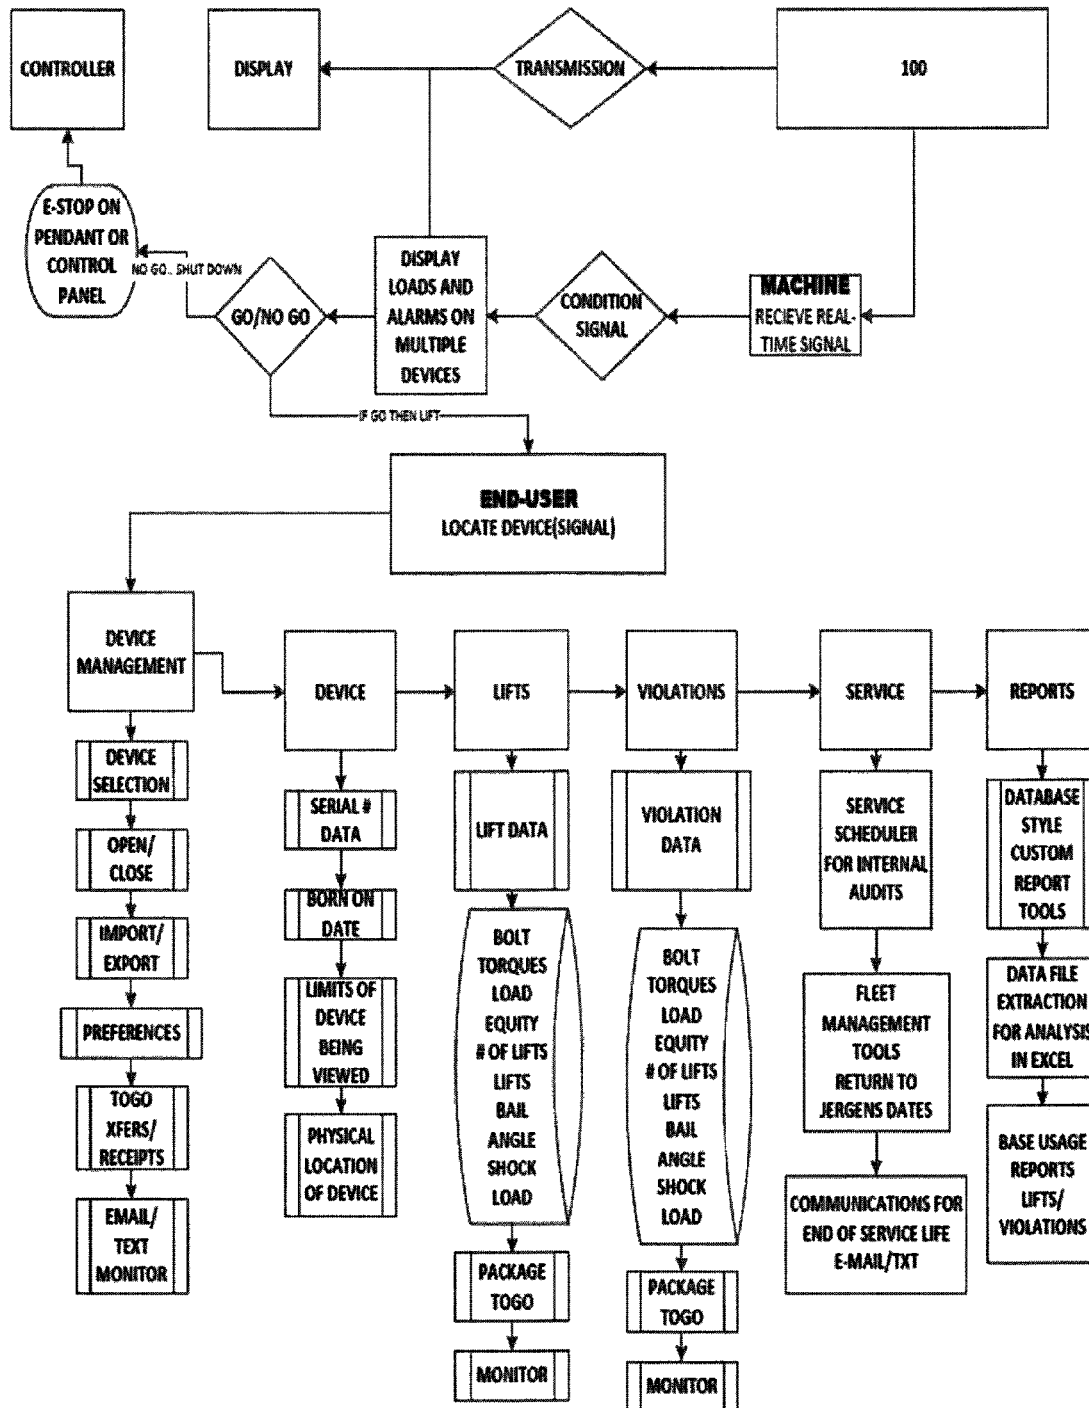 CONTROLLER
DISPLAY
TRANSMISSION
100
E-STOP ON
PENDANT OR
CONTROL
PANEL
NO GO.. SHUT DOWN
GO/NO GO
DISPLAY
LOADS AND
ALARMS ON
MULTIPLE
DEVICES
CONDITION
SIGNAL
MACHINE
RECIEVE REAL-
TIME SIGNAL
IF GO THEN LIFT
END-USER
LOCATE DEVICE(SIGNAL)
DEVICE
MANAGEMENT
DEVICE
SELECTION
OPEN/
CLOSE
IMPORT/
EXPORT
PREFERENCES
TOGO
XFERS/
RECEIPTS
EMAIL/
TEXT
MONITOR
DEVICE
SERIAL #
DATA
BORN ON
DATE
LIMITS OF
DEVICE
BEING
VIEWED
PHYSICAL
LOCATION
OF DEVICE
LIFTS
LIFT DATA
BOLT
TORQUES
LOAD
EQUITY
# OF LIFTS
LIFTS
BAIL
ANGLE
SHOCK
LOAD
PACKAGE
TOGO
MONITOR
VIOLATIONS
VIOLATION
DATA
BOLT
TORQUES
LOAD
EQUITY
# OF LIFTS
LIFTS
BAIL
ANGLE
SHOCK
LOAD
PACKAGE
TOGO
MONITOR
SERVICE
SERVICE
SCHEDULER
FOR INTERNAL
AUDITS
FLEET
MANAGEMENT
TOOLS
RETURN TO
JERGENS DATES
COMMUNICATIONS FOR
END OF SERVICE LIFE
E-MAIL/TXT
REPORTS
DATABASE
STYLE
CUSTOM
REPORT
TOOLS
DATA FILE
EXTRACTION
FOR ANALYSIS
IN EXCEL
BASE USAGE
REPORTS
LIFTS/
VIOLATIONS